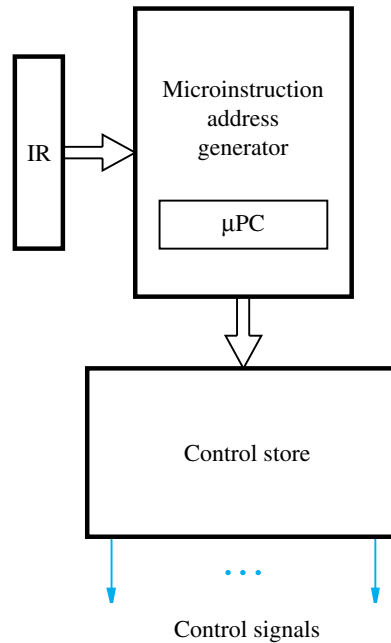 Microinstruction
address
generator
IR
μPC
Control store
. . .
Control signals